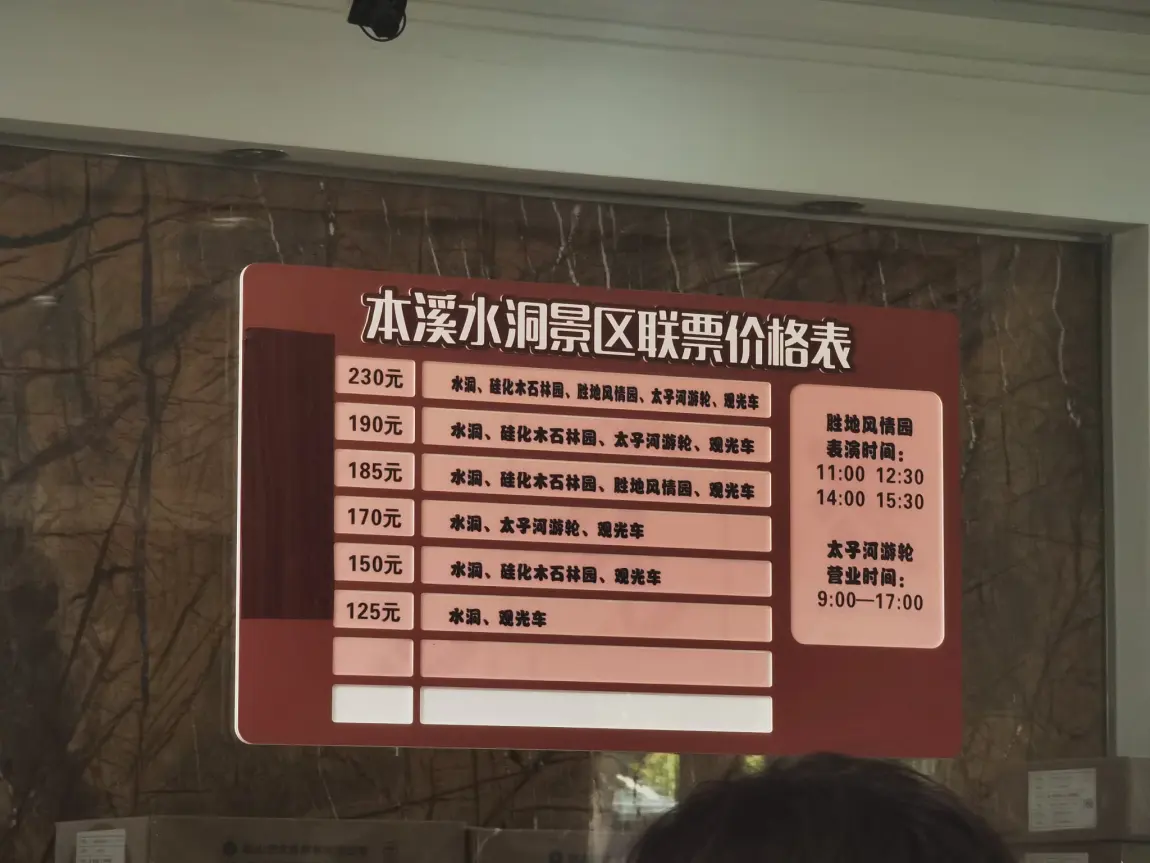 本溪水洞景区联票价格表
230元 水洞、硅化木石林园、胜地风情园、太子河游轮、观光车
190元 水洞、硅化木石林园、太子河游轮、观光车
185元 水洞、硅化木石林园、胜地风情园、观光车
170元 水洞、太子河游轮、观光车
150元 水洞、硅化木石林园、观光车
125元 水洞、观光车
胜地风情园
表演时间：
11:00 12:30
14:00 15:30
太子河游轮
营业时间：
9:00—17:00